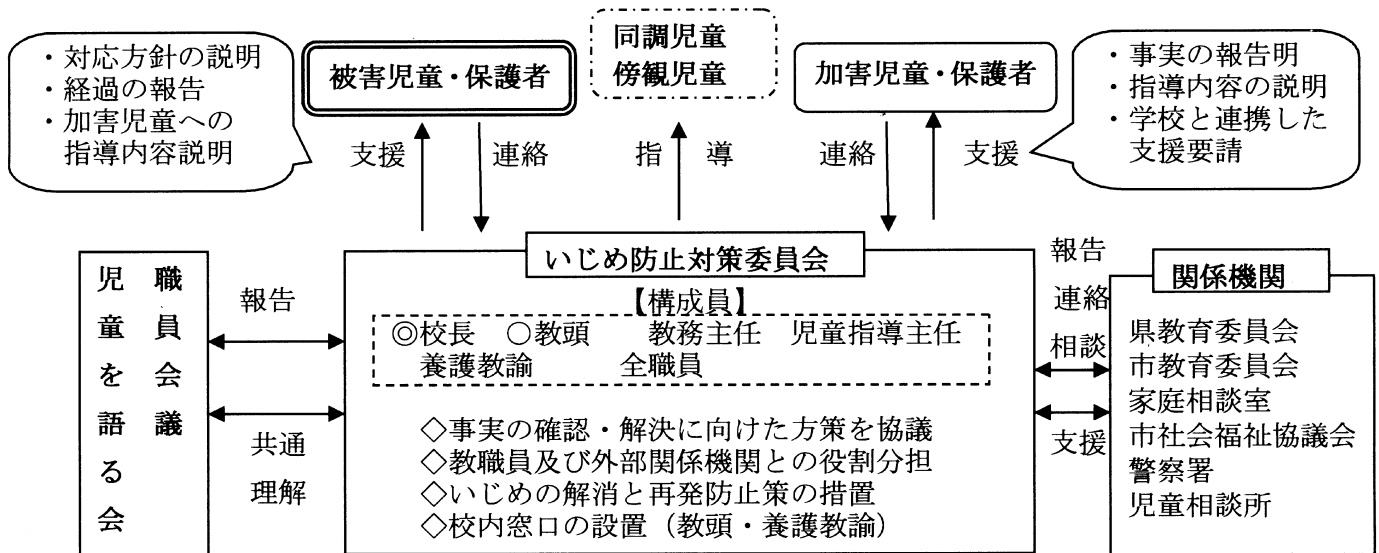 ・対応方針の説明
・経過の報告
・加害児童への
指導内容説明
被害児童・保護者
同調児童
傍観児童
加害児童・保護者
・事実の報告明
・指導内容の説明
・学校と連携した
支援要請
支援
連絡
指 導
連絡
支援
職員会議
児童を語る会
報告
共通
理解
いじめ防止対策委員会
【構成員】
◎校長 ○教頭 教務主任 児童指導主任
養護教諭 全職員
◇事実の確認・解決に向けた方策を協議
◇教職員及び外部関係機関との役割分担
◇いじめの解消と再発防止策の措置
◇校内窓口の設置（教頭・養護教諭）
報告
連絡
相談
支援
関係機関
県教育委員会
市教育委員会
家庭相談室
市社会福祉協議会
警察署
児童相談所